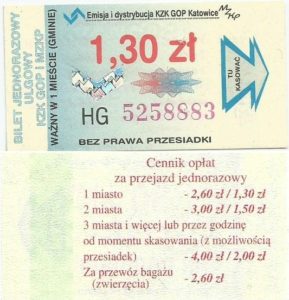 Emisja i dystrybucja KZK GOP Katowice
MZKP
BILET JEDNORAZOWY
ULGOWY
KZK GOP I MZKP
WAŻNY W 1 MIEŚCIE (GMINIE)
1,30 zł
TU
KASOWAĆ
HG 5258883
BEZ PRAWA PRZESIADKI
Cennik opłat
za przejazd jednorazowy
1 miasto - 2,60 zł / 1,30 zł
2 miasta - 3,00 zł / 1,50 zł
3 miasta i więcej lub przez godzinę
od momentu skasowania (z możliwością
przesiadek) - 4,00 zł / 2,00 zł
Za przewóz bagażu
(zwierzęcia) - 2,60 zł